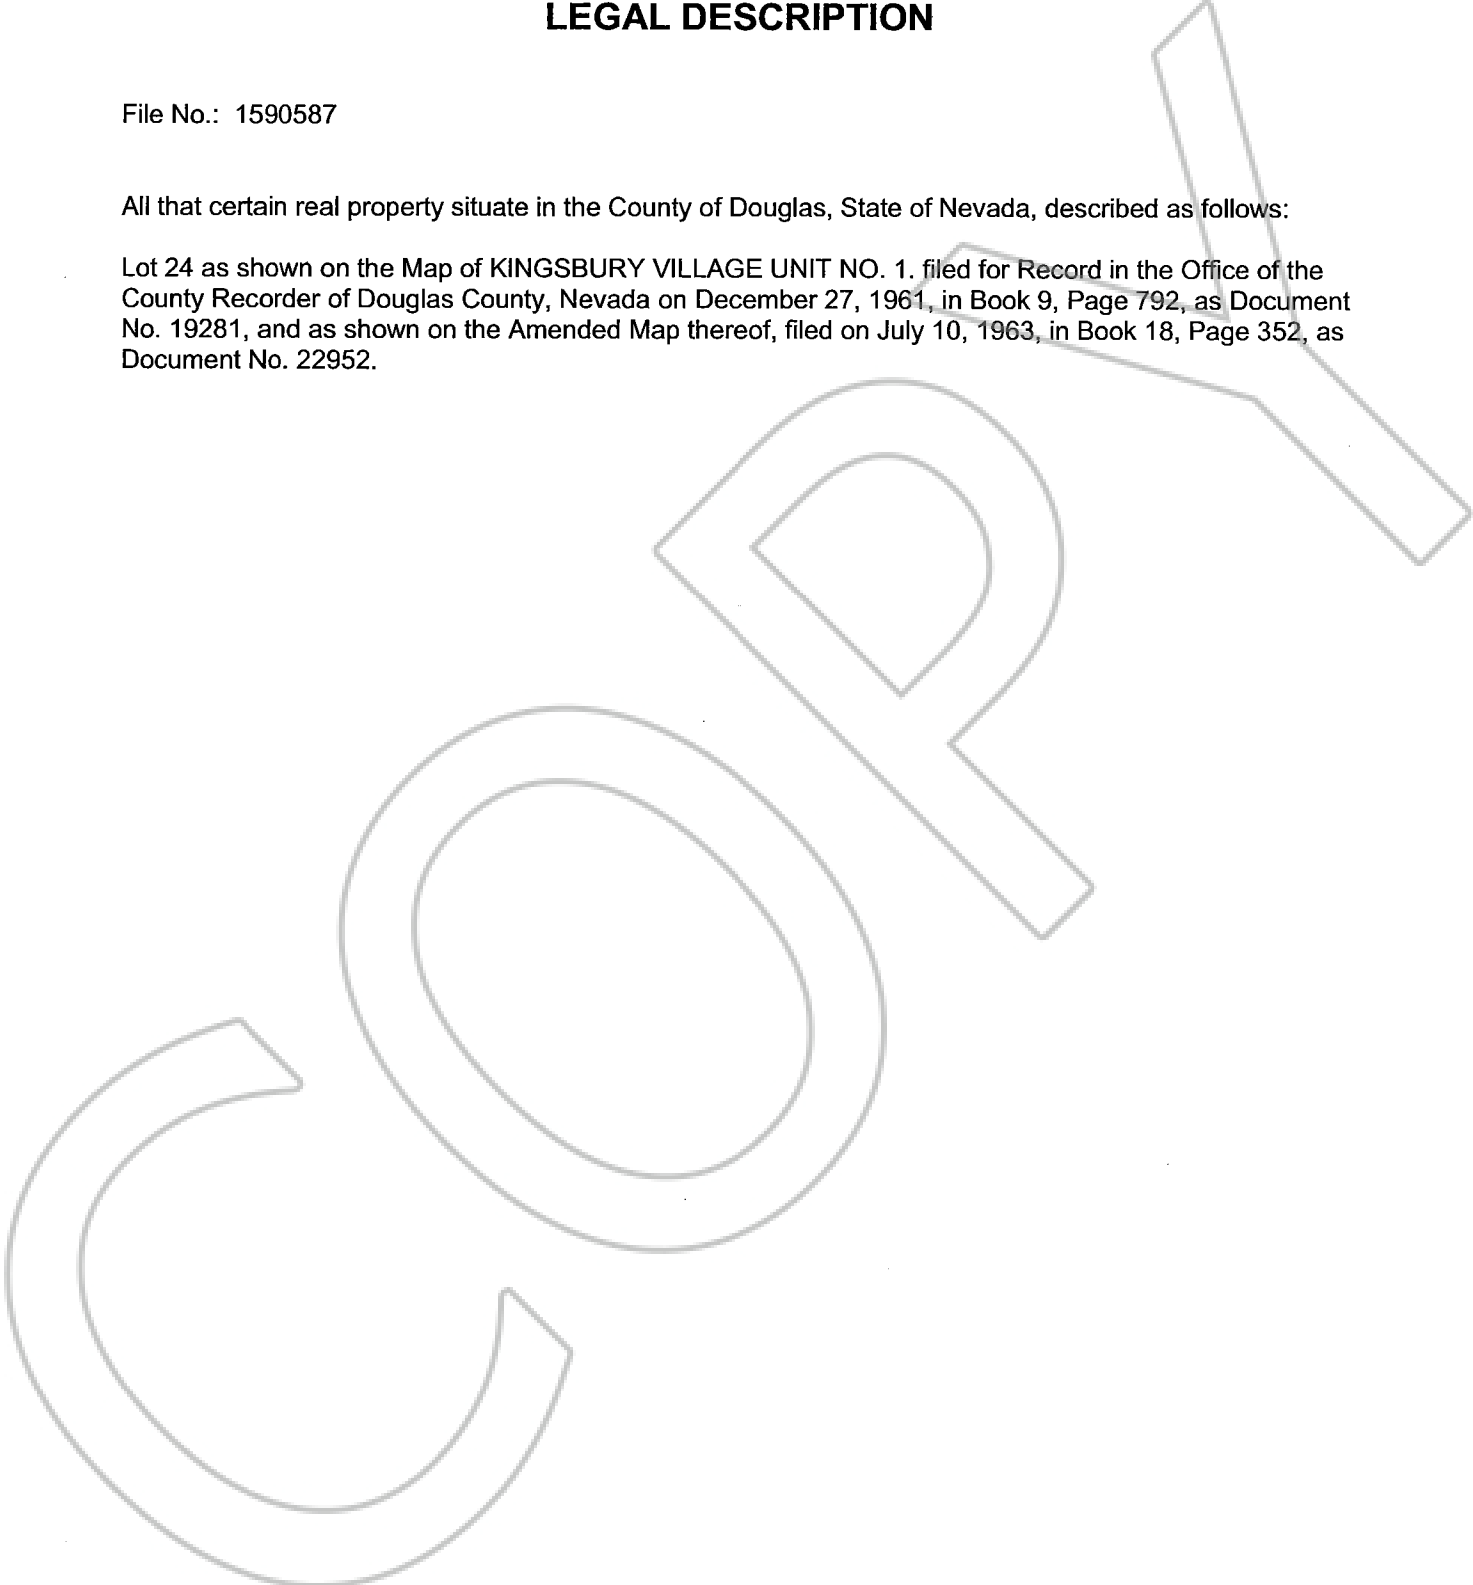 LEGAL DESCRIPTION
File No.: 1590587
All that certain real property situate in the County of Douglas, State of Nevada, described as follows:
Lot 24 as shown on the Map of KINGSBURY VILLAGE UNIT NO. 1. filed for Record in the Office of the
County Recorder of Douglas County, Nevada on December 27, 1961, in Book 9, Page 792, as Document
No. 19281, and as shown on the Amended Map thereof, filed on July 10, 1963, in Book 18, Page 352, as
Document No. 22952.
COPY